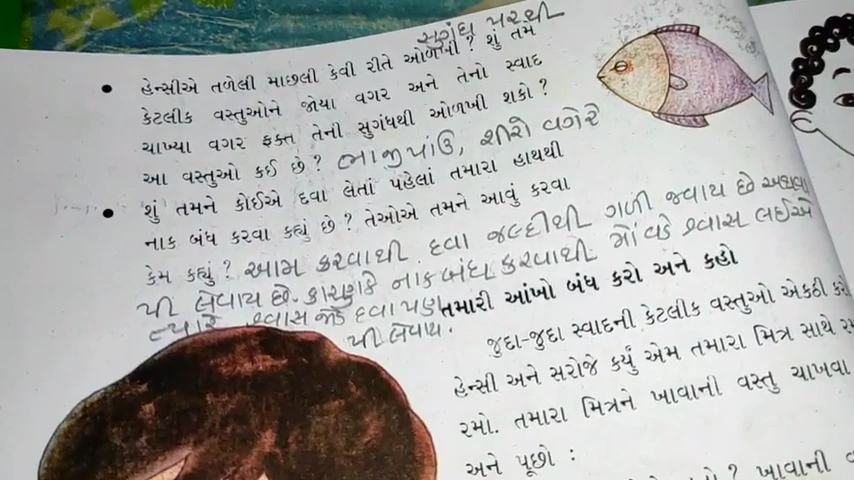 સુગંધ પરથી
હેન્સીએ તળેલી માછલી કેવી રીતે ઓળખી ? શું તમે
કેટલીક વસ્તુઓને જોયા વગર અને તેનો સ્વાદ
ચાખ્યા વગર ફક્ત તેની સુગંધથી ઓળખી શકો ?
આ વસ્તુઓ કઈ છે ? ભાજીપાંઉ, શીરો વગેરે
શું તમને કોઈએ દવા લેતાં પહેલાં તમારા હાથથી
નાક બંધ કરવા કહ્યું છે ? તેઓએ તમને આવું કરવા
કેમ કહ્યું ? આમ કરવાથી દવા જલ્દીથી ગળી જવાય છે અથવા
પી લેવાય છે. કારણકે નાક બંધ કરવાથી મોં વડે શ્વાસ લઈએ
ત્યારે શ્વાસ જોડે દવા પણ
પી લેવાય.
તમારી આંખો બંધ કરો અને કહો
જુદા-જુદા સ્વાદની કેટલીક વસ્તુઓ એકઠી કરો
હેન્સી અને સરોજે કર્યું એમ તમારા મિત્ર સાથે
રમો. તમારા મિત્રને ખાવાની વસ્તુ ચાખવા
અને પૂછો :
? ખાવાની